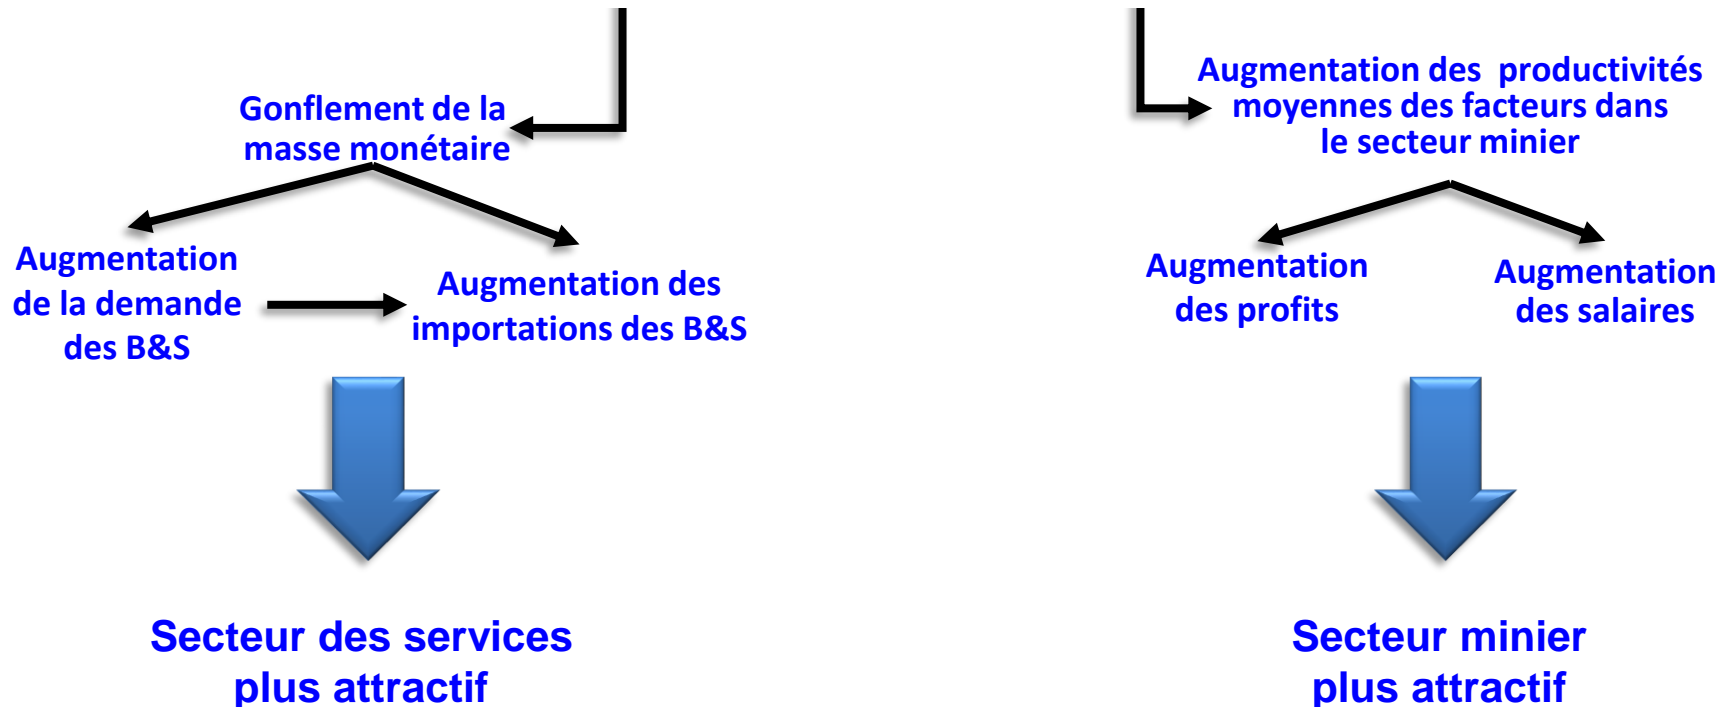 Gonflement de la
masse monétaire
Augmentation
de la demande
des B&S
Augmentation des
importations des B&S
Secteur des services
plus attractif
Augmentation des productivités
moyennes des facteurs dans
le secteur minier
Augmentation
des profits
Augmentation
des salaires
Secteur minier
plus attractif